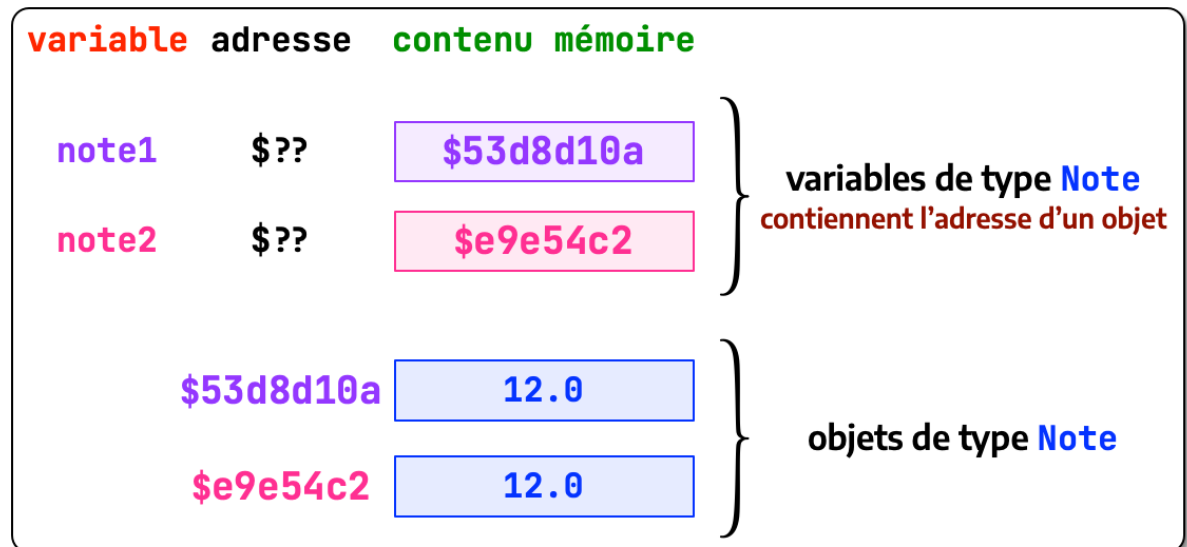 variable adresse contenu mémoire
note1 $?? $53d8d10a
note2 $?? $e9e54c2
variables de type Note
contiennent l’adresse d’un objet
$53d8d10a 12.0
$e9e54c2 12.0
objets de type Note